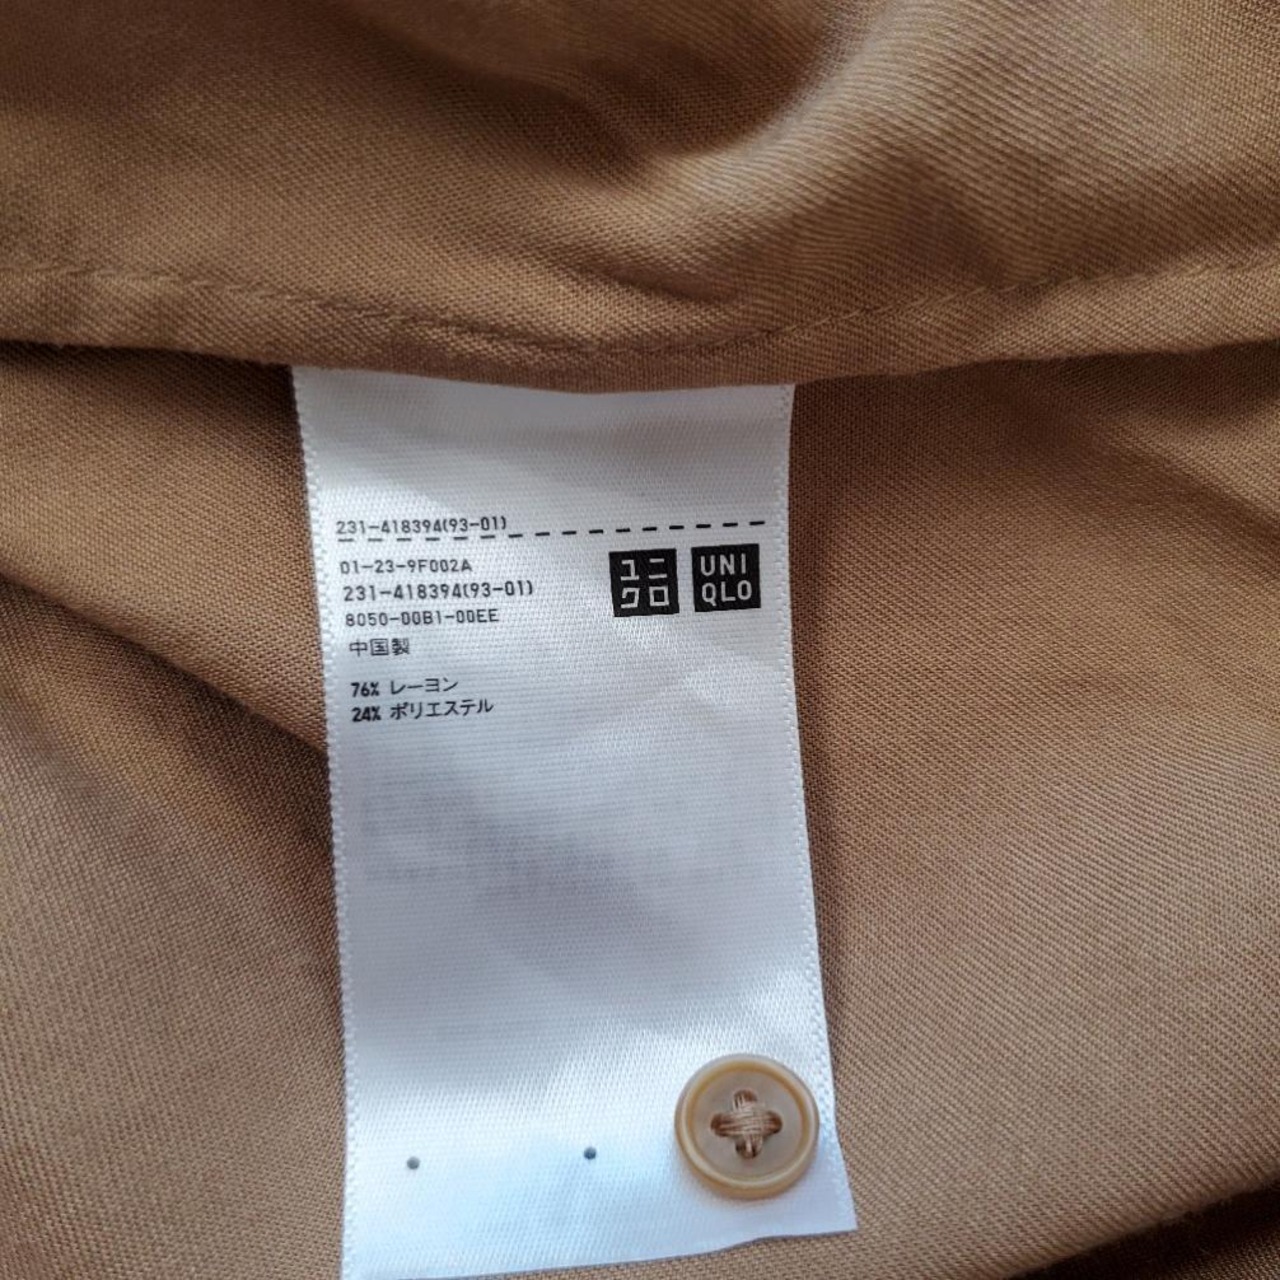 231-418394(93-01)
01-23-9F002A
231-418394(93-01)
8050-00B1-00EE
中国製
76% レーヨン
24% ポリエステル
ユニ
クロ
UNI
QLO